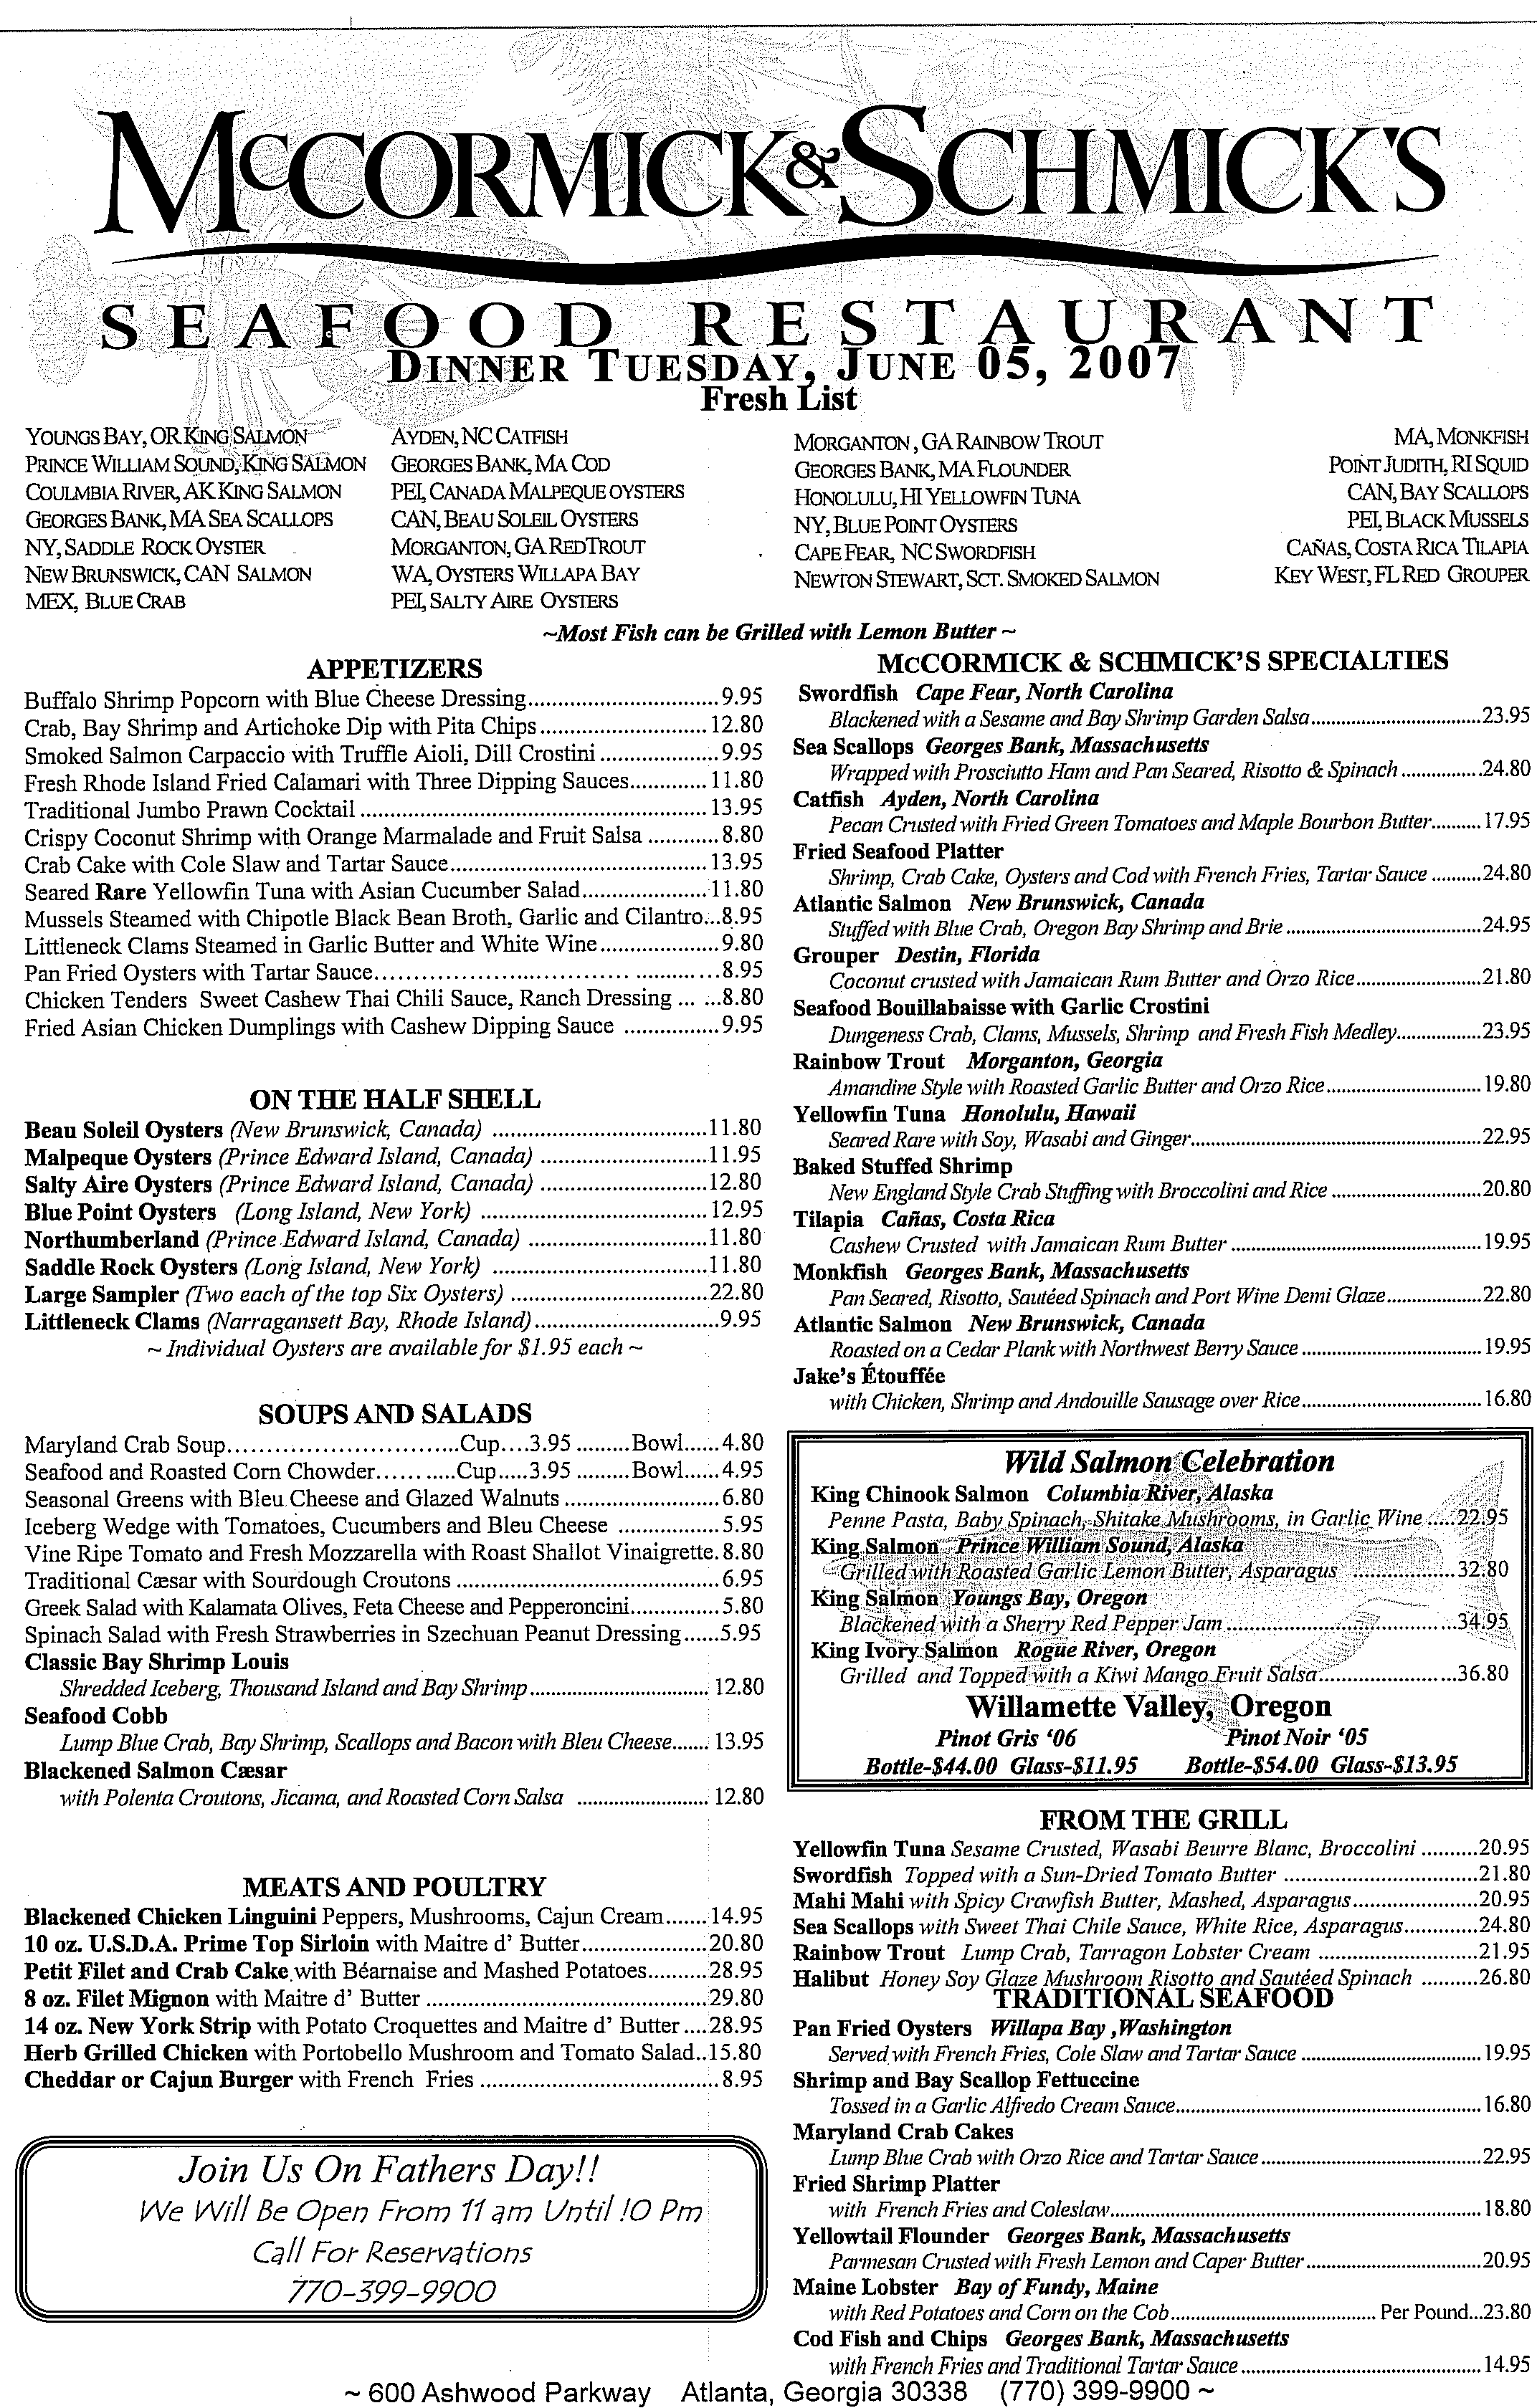 McCORMICK & SCHMICK'S
SEAFOOD RESTAURANT
DINNER TUESDAY, JUNE 05, 2007
Fresh List
YOUNGS BAY, OR KING SALMON
PRINCE WILLIAM SOUND, KING SALMON
COULMBIA RIVER, AK KING SALMON
GEORGES BANK, MA SEA SCALLOPS
NY, SADDLE ROCK OYSTER
NEW BRUNSWICK, CAN SALMON
MEX, BLUE CRAB
AYDEN, NC CATFISH
GEORGES BANK, MA COD
PEI, CANADA MALPEQUE OYSTERS
CAN, BEAU SOLEIL OYSTERS
MORGANTON, GA RED TROUT
WA, OYSTERS WILLAPA BAY
PEI, SALTY AIRE OYSTERS
MORGANTON, GA RAINBOW TROUT
GEORGES BANK, MA FLOUNDER
HONOLULU, HI YELLOWFIN TUNA
NY, BLUE POINT OYSTERS
CAPE FEAR, NC SWORDFISH
NEWTON STEWART, SCT. SMOKED SALMON
MA, MONKFISH
POINT JUDITH, RI SQUID
CAN, BAY SCALLOPS
PEI, BLACK MUSSELS
CAÑAS, COSTA RICA TILAPIA
KEY WEST, FL RED GROUPER
~Most Fish can be Grilled with Lemon Butter ~
APPETIZERS
Buffalo Shrimp Popcorn with Blue Cheese Dressing................................9.95
Crab, Bay Shrimp and Artichoke Dip with Pita Chips............................12.80
Smoked Salmon Carpaccio with Truffle Aioli, Dill Crostini....................9.95
Fresh Rhode Island Fried Calamari with Three Dipping Sauces.............11.80
Traditional Jumbo Prawn Cocktail..........................................................13.95
Crispy Coconut Shrimp with Orange Marmalade and Fruit Salsa............8.80
Crab Cake with Cole Slaw and Tartar Sauce...........................................13.95
Seared Rare Yellowfin Tuna with Asian Cucumber Salad.....................11.80
Mussels Steamed with Chipotle Black Bean Broth, Garlic and Cilantro...8.95
Littleneck Clams Steamed in Garlic Butter and White Wine....................9.80
Pan Fried Oysters with Tartar Sauce................................ ..............8.95
Chicken Tenders Sweet Cashew Thai Chili Sauce, Ranch Dressing ... ...8.80
Fried Asian Chicken Dumplings with Cashew Dipping Sauce ................9.95
ON THE HALF SHELL
Beau Soleil Oysters (New Brunswick, Canada) ....................................11.80
Malpeque Oysters (Prince Edward Island, Canada) ............................11.95
Salty Aire Oysters (Prince Edward Island, Canada) ............................12.80
Blue Point Oysters (Long Island, New York) ......................................12.95
Northumberland (Prince Edward Island, Canada) ..............................11.80
Saddle Rock Oysters (Long Island, New York) ....................................11.80
Large Sampler (Two each of the top Six Oysters) .................................22.80
Littleneck Clams (Narragansett Bay, Rhode Island)...............................9.95
~ Individual Oysters are available for $1.95 each ~
SOUPS AND SALADS
Maryland Crab Soup............................Cup....3.95 .........Bowl......4.80
Seafood and Roasted Corn Chowder..........Cup.....3.95 .........Bowl......4.95
Seasonal Greens with Bleu Cheese and Glazed Walnuts..........................6.80
Iceberg Wedge with Tomatoes, Cucumbers and Bleu Cheese .................5.95
Vine Ripe Tomato and Fresh Mozzarella with Roast Shallot Vinaigrette.8.80
Traditional Cæsar with Sourdough Croutons............................................6.95
Greek Salad with Kalamata Olives, Feta Cheese and Pepperoncini...............5.80
Spinach Salad with Fresh Strawberries in Szechuan Peanut Dressing......5.95
Classic Bay Shrimp Louis
Shredded Iceberg, Thousand Island and Bay Shrimp.............................. 12.80
Seafood Cobb
Lump Blue Crab, Bay Shrimp, Scallops and Bacon with Bleu Cheese...... 13.95
Blackened Salmon Cæsar
with Polenta Croutons, Jicama, and Roasted Corn Salsa ...................... 12.80
MEATS AND POULTRY
Blackened Chicken Linguini Peppers, Mushrooms, Cajun Cream.......14.95
10 oz. U.S.D.A. Prime Top Sirloin with Maitre d' Butter.....................20.80
Petit Filet and Crab Cake with Béarnaise and Mashed Potatoes..........28.95
8 oz. Filet Mignon with Maitre d' Butter ...............................................29.80
14 oz. New York Strip with Potato Croquettes and Maitre d' Butter ....28.95
Herb Grilled Chicken with Portobello Mushroom and Tomato Salad..15.80
Cheddar or Cajun Burger with French Fries ........................................8.95
Join Us On Fathers Day!!
We Will Be Open From 11 am Until !0 Pm
Call For Reservations
770-399-9900
McCORMICK & SCHMICK'S SPECIALTIES
Swordfish Cape Fear, North Carolina
Blackened with a Sesame and Bay Shrimp Garden Salsa.................................23.95
Sea Scallops Georges Bank, Massachusetts
Wrapped with Prosciutto Ham and Pan Seared, Risotto & Spinach................24.80
Catfish Ayden, North Carolina
Pecan Crusted with Fried Green Tomatoes and Maple Bourbon Butter..........17.95
Fried Seafood Platter
Shrimp, Crab Cake, Oysters and Cod with French Fries, Tartar Sauce..........24.80
Atlantic Salmon New Brunswick, Canada
Stuffed with Blue Crab, Oregon Bay Shrimp and Brie.......................................24.95
Grouper Destin, Florida
Coconut crusted with Jamaican Rum Butter and Orzo Rice.........................21.80
Seafood Bouillabaisse with Garlic Crostini
Dungeness Crab, Clams, Mussels, Shrimp and Fresh Fish Medley.................23.95
Rainbow Trout Morganton, Georgia
Amandine Style with Roasted Garlic Butter and Orzo Rice...............................19.80
Yellowfin Tuna Honolulu, Hawaii
Seared Rare with Soy, Wasabi and Ginger..........................................................22.95
Baked Stuffed Shrimp
New England Style Crab Stuffing with Broccolini and Rice..............................20.80
Tilapia Cañas, Costa Rica
Cashew Crusted with Jamaican Rum Butter..................................................19.95
Monkfish Georges Bank, Massachusetts
Pan Seared, Risotto, Sautéed Spinach and Port Wine Demi Glaze...................22.80
Atlantic Salmon New Brunswick, Canada
Roasted on a Cedar Plank with Northwest Berry Sauce....................................19.95
Jake's Étouffée
with Chicken, Shrimp and Andouille Sausage over Rice....................................16.80
Wild Salmon Celebration
King Chinook Salmon Columbia River, Alaska
Penne Pasta, Baby Spinach, Shitake Mushrooms, in Garlic Wine ....22.95
King Salmon Prince William Sound, Alaska
Grilled with Roasted Garlic Lemon Butter, Asparagus .................32.80
King Salmon Youngs Bay, Oregon
Blackened with a Sherry Red Pepper Jam.......................................34.95
King Ivory Salmon Rogue River, Oregon
Grilled and Topped with a Kiwi Mango Fruit Salsa.......................36.80
Willamette Valley, Oregon
Pinot Gris '06 Pinot Noir '05
Bottle-$44.00 Glass-$11.95 Bottle-$54.00 Glass-$13.95
FROM THE GRILL
Yellowfin Tuna Sesame Crusted, Wasabi Beurre Blanc, Broccolini .........20.95
Swordfish Topped with a Sun-Dried Tomato Butter ................................21.80
Mahi Mahi with Spicy Crawfish Butter, Mashed, Asparagus.....................20.95
Sea Scallops with Sweet Thai Chile Sauce, White Rice, Asparagus............24.80
Rainbow Trout Lump Crab, Tarragon Lobster Cream ..........................21.95
Halibut Honey Soy Glaze Mushroom Risotto and Sautéed Spinach .........26.80
TRADITIONAL SEAFOOD
Pan Fried Oysters Willapa Bay ,Washington
Served with French Fries, Cole Slaw and Tartar Sauce....................................19.95
Shrimp and Bay Scallop Fettuccine
Tossed in a Garlic Alfredo Cream Sauce.............................................................16.80
Maryland Crab Cakes
Lump Blue Crab with Orzo Rice and Tartar Sauce............................................22.95
Fried Shrimp Platter
with French Fries and Coleslaw..........................................................................18.80
Yellowtail Flounder Georges Bank, Massachusetts
Parmesan Crusted with Fresh Lemon and Caper Butter...................................20.95
Maine Lobster Bay of Fundy, Maine
with Red Potatoes and Corn on the Cob......................................... Per Pound...23.80
Cod Fish and Chips Georges Bank, Massachusetts
with French Fries and Traditional Tartar Sauce................................................14.95
~ 600 Ashwood Parkway Atlanta, Georgia 30338 (770) 399-9900 ~